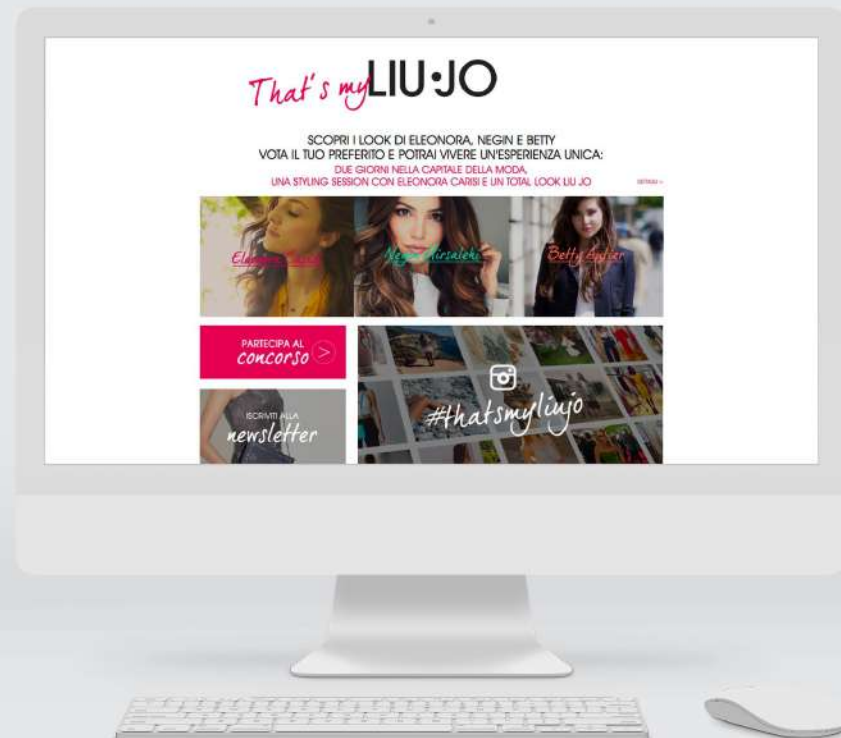 That's my LIU·JO
SCOPRI I LOOK DI ELEONORA, NEGIN E BETTY
VOTA IL TUO PREFERITO E POTRAI VIVERE UN'ESPERIENZA UNICA:
DUE GIORNI NELLA CAPITALE DELLA MODA,
UNA STYLING SESSION CON ELEONORA CARISI E UN TOTAL LOOK LIU JO
Eleonora Carisi
Negin Mirsalehi
Betty Autier
PARTECIPA AL
concorso >
ISCRIVITI ALLA
newsletter
#thatsmyliujo